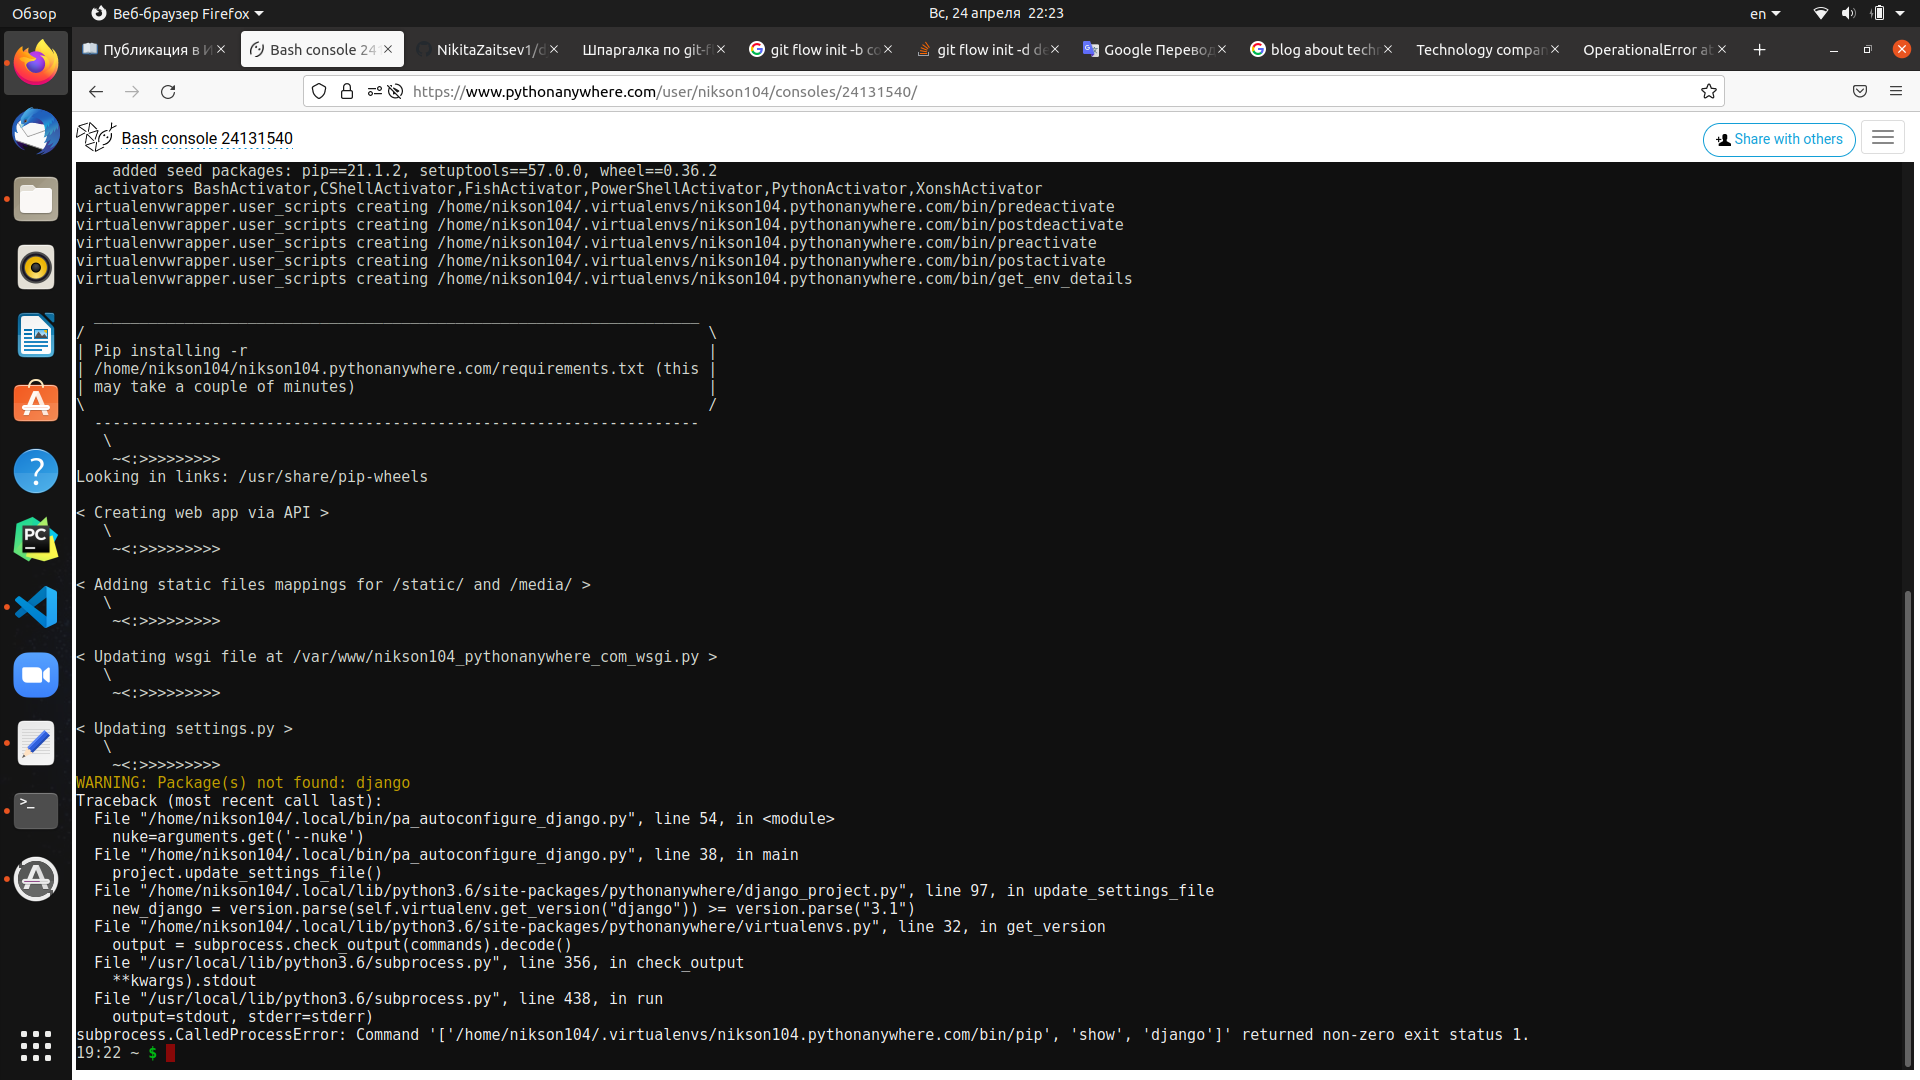 Обзор
Веб-браузер Firefox
Вс, 24 апреля 22:23
en
Публикация в И
Bash console 241
NikitaZaitsev1/d
Шпаргалка по git-fl
git flow init -b co
git flow init -d de
Google Перевод
blog about techn
Technology compan
OperationalError at
https://www.pythonanywhere.com/user/nikson104/consoles/24131540/
Bash console 24131540
Share with others
    added seed packages: pip==21.1.2, setuptools==57.0.0, wheel==0.36.2
  activators BashActivator,CShellActivator,FishActivator,PowerShellActivator,PythonActivator,XonshActivator
virtualenvwrapper.user_scripts creating /home/nikson104/.virtualenvs/nikson104.pythonanywhere.com/bin/predeactivate
virtualenvwrapper.user_scripts creating /home/nikson104/.virtualenvs/nikson104.pythonanywhere.com/bin/postdeactivate
virtualenvwrapper.user_scripts creating /home/nikson104/.virtualenvs/nikson104.pythonanywhere.com/bin/preactivate
virtualenvwrapper.user_scripts creating /home/nikson104/.virtualenvs/nikson104.pythonanywhere.com/bin/postactivate
virtualenvwrapper.user_scripts creating /home/nikson104/.virtualenvs/nikson104.pythonanywhere.com/bin/get_env_details
  ___________________________________________________________________
/                                                                     \
| Pip installing -r                                                   |
| /home/nikson104/nikson104.pythonanywhere.com/requirements.txt (this |
| may take a couple of minutes)                                       |
\                                                                     /
  -------------------------------------------------------------------
   \
    ~<:>>>>>>>>>
Looking in links: /usr/share/pip-wheels
< Creating web app via API >
   \
    ~<:>>>>>>>>>
< Adding static files mappings for /static/ and /media/ >
   \
    ~<:>>>>>>>>>
< Updating wsgi file at /var/www/nikson104_pythonanywhere_com_wsgi.py >
   \
    ~<:>>>>>>>>>
< Updating settings.py >
   \
    ~<:>>>>>>>>>
WARNING: Package(s) not found: django
Traceback (most recent call last):
  File "/home/nikson104/.local/bin/pa_autoconfigure_django.py", line 54, in <module>
    nuke=arguments.get('--nuke')
  File "/home/nikson104/.local/bin/pa_autoconfigure_django.py", line 38, in main
    project.update_settings_file()
  File "/home/nikson104/.local/lib/python3.6/site-packages/pythonanywhere/django_project.py", line 97, in update_settings_file
    new_django = version.parse(self.virtualenv.get_version("django")) >= version.parse("3.1")
  File "/home/nikson104/.local/lib/python3.6/site-packages/pythonanywhere/virtualenvs.py", line 32, in get_version
    output = subprocess.check_output(commands).decode()
  File "/usr/local/lib/python3.6/subprocess.py", line 356, in check_output
    **kwargs).stdout
  File "/usr/local/lib/python3.6/subprocess.py", line 438, in run
    output=stdout, stderr=stderr)
subprocess.CalledProcessError: Command '['/home/nikson104/.virtualenvs/nikson104.pythonanywhere.com/bin/pip', 'show', 'django']' returned non-zero exit status 1.
19:22 ~ $